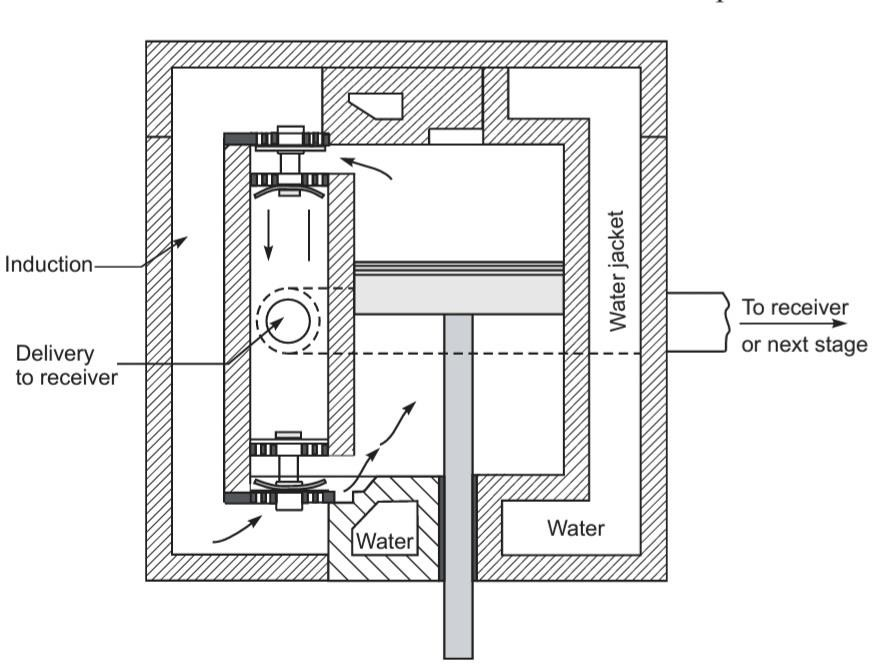 Water jacket
Induction
To receiver
or next stage
Delivery
to receiver
Water
Water